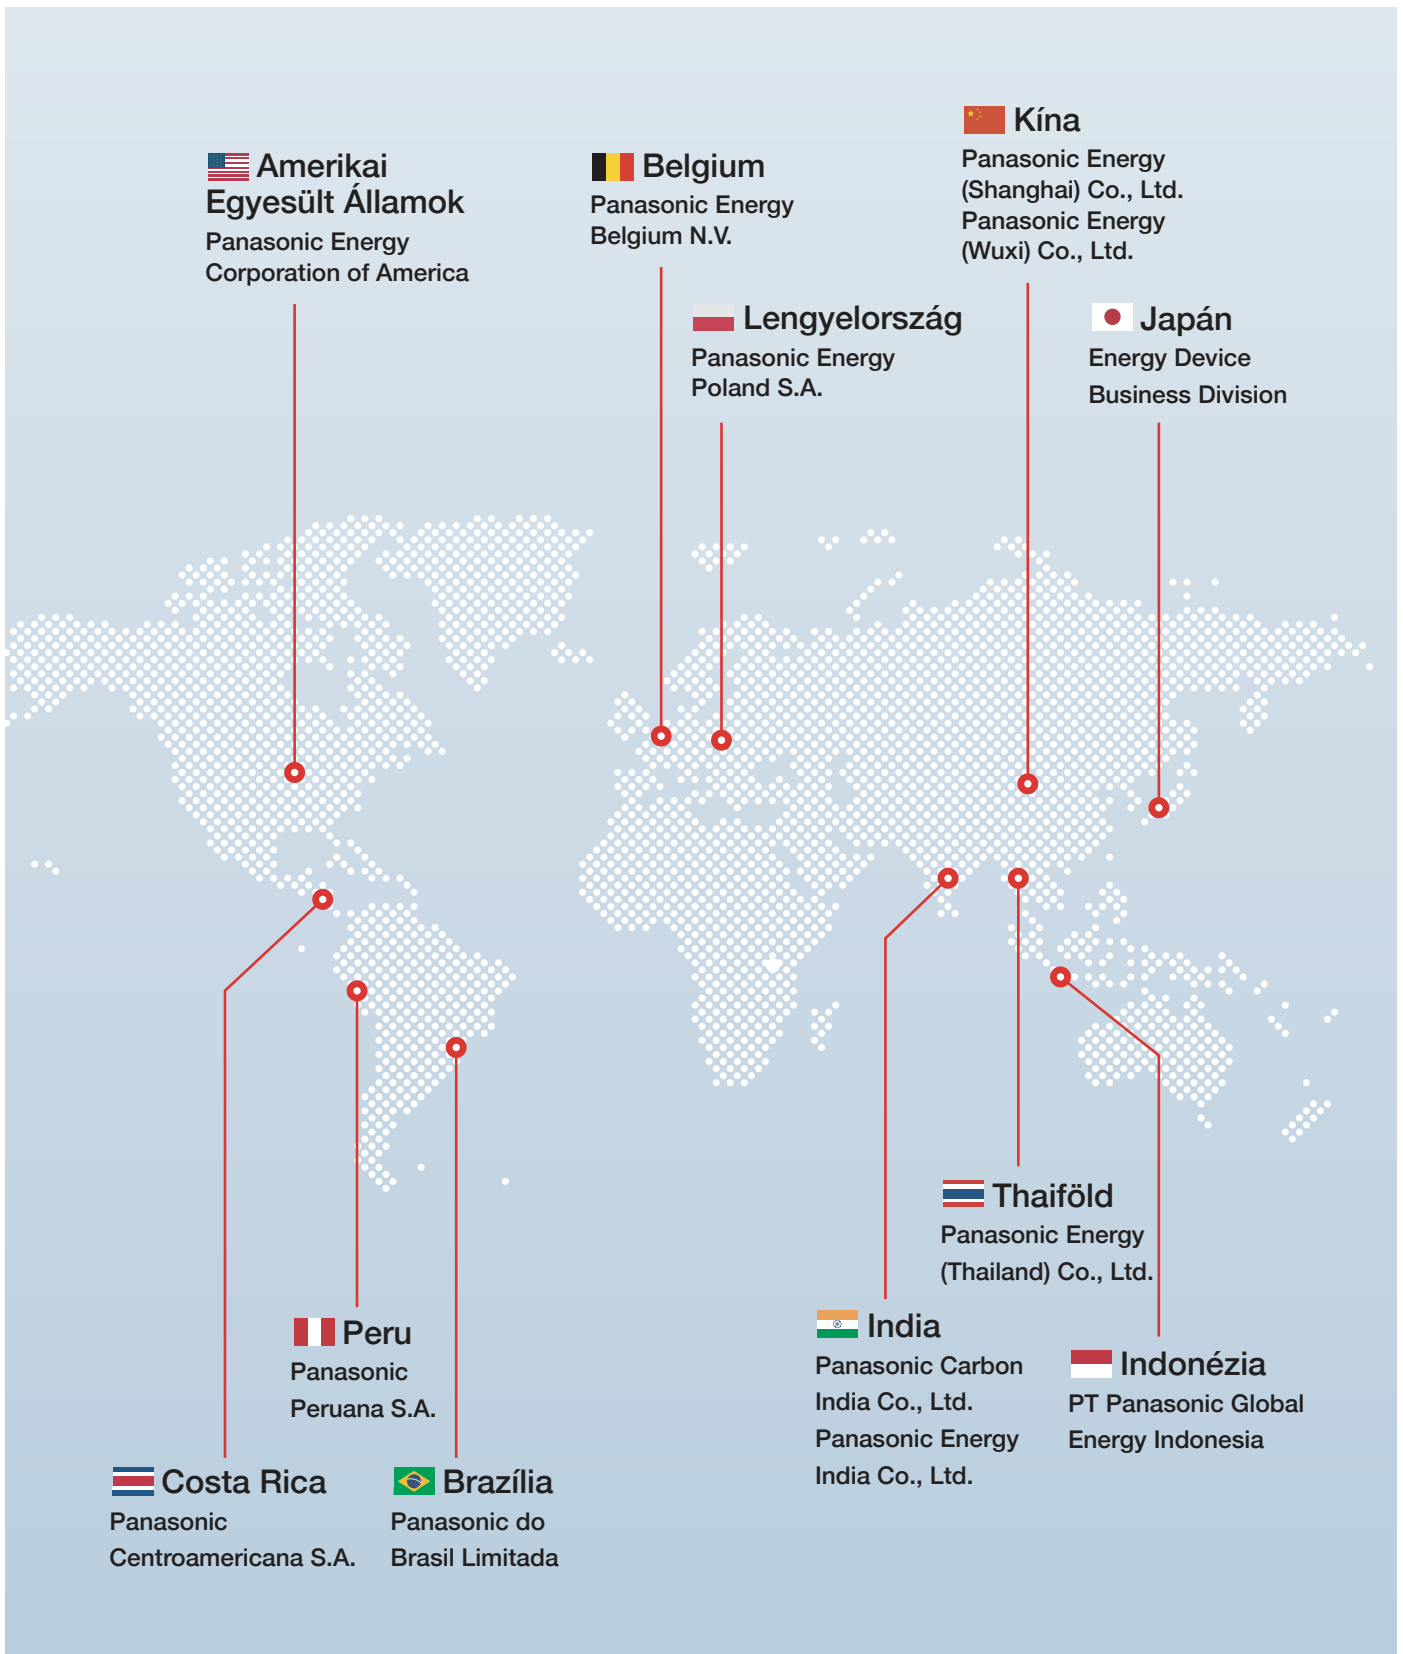 Amerikai
Egyesült Államok
Panasonic Energy
Corporation of America
Belgium
Panasonic Energy
Belgium N.V.
Lengyelország
Panasonic Energy
Poland S.A.
Kína
Panasonic Energy
(Shanghai) Co., Ltd.
Panasonic Energy
(Wuxi) Co., Ltd.
Japán
Energy Device
Business Division
Thaiföld
Panasonic Energy
(Thailand) Co., Ltd.
India
Panasonic Carbon
India Co., Ltd.
Panasonic Energy
India Co., Ltd.
Indonézia
PT Panasonic Global
Energy Indonesia
Peru
Panasonic
Peruana S.A.
Costa Rica
Panasonic
Centroamericana S.A.
Brazília
Panasonic do
Brasil Limitada